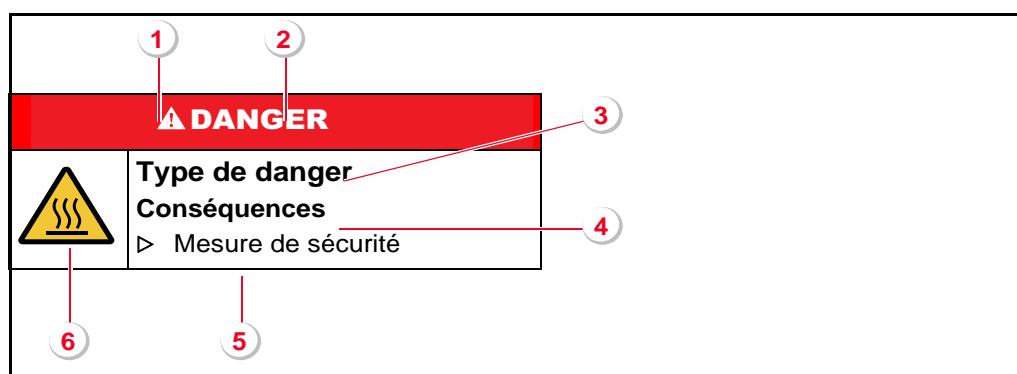 1 2
DANGER
3
Type de danger
Conséquences
4
▷ Mesure de sécurité
6 5